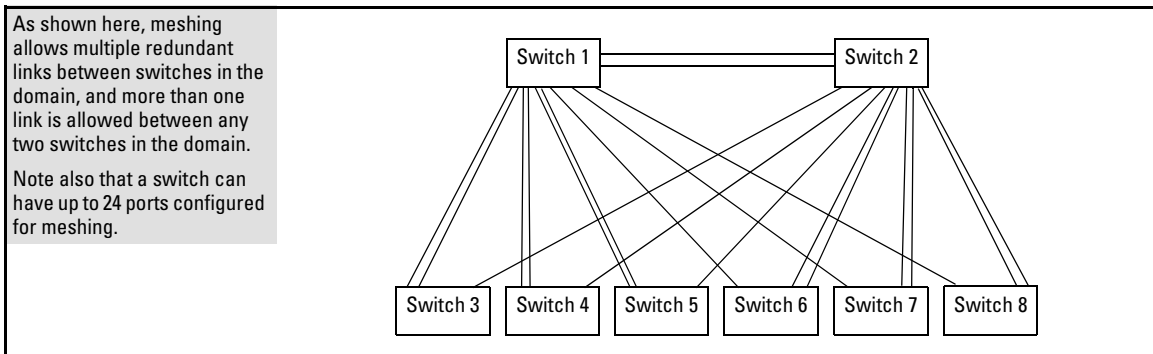 As shown here, meshing
allows multiple redundant
links between switches in the
domain, and more than one
link is allowed between any
two switches in the domain.
Note also that a switch can
have up to 24 ports configured
for meshing.
Switch 1
Switch 2
Switch 3
Switch 4
Switch 5
Switch 6
Switch 7
Switch 8